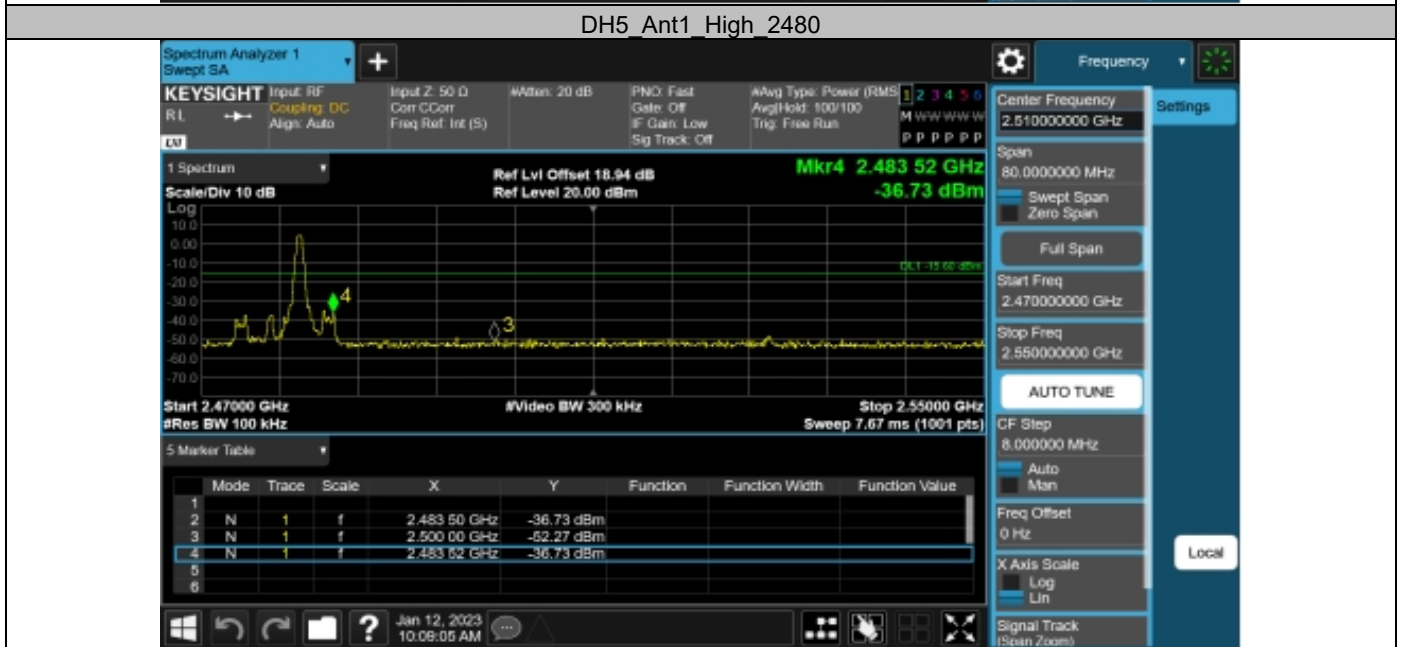 DH5_Ant1_High_2480
Spectrum Analyzer 1
Swept SA
Frequency
KEYSIGHT
RL
Input: RF
Coupling: DC
Align: Auto
Input Z: 50 Ω
Corr CCorr
Freq Ref: Int (S)
#Atten: 20 dB
PNO: Fast
Gate: Off
IF Gain: Low
Sig Track: Off
#Avg Type: Power (RMS
Avg|Hold: 100/100
Trig: Free Run
1 2 3 4 5 6
M W W W W W
P P P P P P
1 Spectrum
Scale/Div 10 dB
Log
Ref Lvl Offset 18.94 dB
Ref Level 20.00 dBm
Mkr4 2.483 52 GHz
-36.73 dBm
10.0
0.00
-10.0
-20.0
-30.0
-40.0
-50.0
-60.0
-70.0
DL1 -15.60 dBm
4
3
Start 2.47000 GHz
#Res BW 100 kHz
#Video BW 300 kHz
Stop 2.55000 GHz
Sweep 7.67 ms (1001 pts)
5 Marker Table
Mode Trace Scale X Y Function Function Width Function Value
1
2 N 1 f 2.483 50 GHz -36.73 dBm
3 N 1 f 2.500 00 GHz -52.27 dBm
4 N 1 f 2.483 52 GHz -36.73 dBm
5
6
?
Jan 12, 2023
10:09:05 AM
Center Frequency
2.510000000 GHz
Settings
Span
80.0000000 MHz
Swept Span
Zero Span
Full Span
Start Freq
2.470000000 GHz
Stop Freq
2.550000000 GHz
AUTO TUNE
CF Step
8.000000 MHz
Auto
Man
Freq Offset
0 Hz
X Axis Scale
Log
Lin
Local
Signal Track
(Span Zoom)